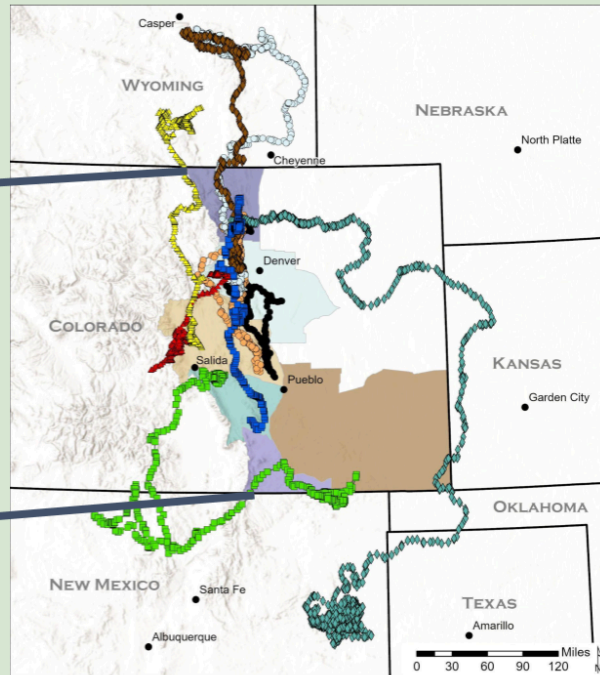 Casper
WYOMING
NEBRASKA
North Platte
Cheyenne
Denver
COLORADO
Salida
Pueblo
KANSAS
Garden City
OKLAHOMA
NEW MEXICO
Santa Fe
TEXAS
Amarillo
Albuquerque
Miles
0 30 60 90 120